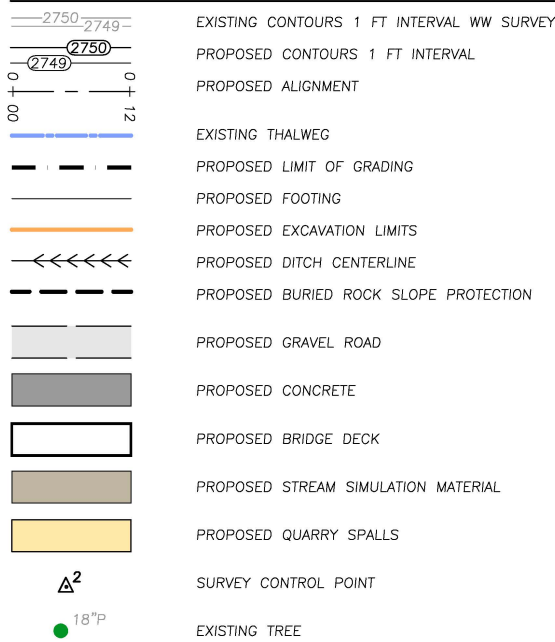 2750
2749
EXISTING CONTOURS 1 FT INTERVAL WW SURVEY
2750
2749
PROPOSED CONTOURS 1 FT INTERVAL
0+00
0+12
PROPOSED ALIGNMENT
EXISTING THALWEG
PROPOSED LIMIT OF GRADING
PROPOSED FOOTING
PROPOSED EXCAVATION LIMITS
PROPOSED DITCH CENTERLINE
PROPOSED BURIED ROCK SLOPE PROTECTION
PROPOSED GRAVEL ROAD
PROPOSED CONCRETE
PROPOSED BRIDGE DECK
PROPOSED STREAM SIMULATION MATERIAL
PROPOSED QUARRY SPALLS
2
SURVEY CONTROL POINT
18"P
EXISTING TREE